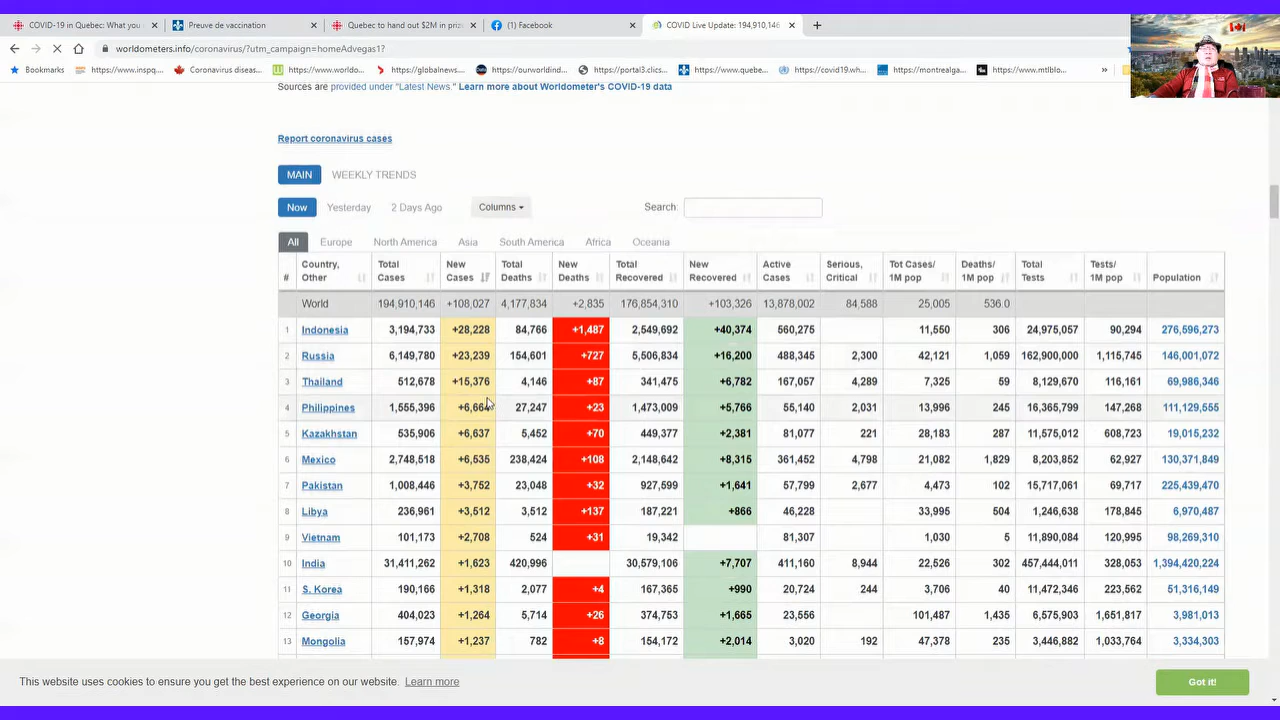 COVID-19 in Quebec: What you
Preuve de vaccination
Quebec to hand out $2M in priz
(1) Facebook
COVID Live Update: 194,910,146
worldometers.info/coronavirus/?utm_campaign=homeAdvegas1?
Bookmarks https://www.inspq... Coronavirus diseas... https://www.worldo... https://globalnews... https://ourworldind... https://portal3.clics... https://www.quebe... https://covid19.wh... https://montrealga... https://www.mtlblo... »
Sources are provided under "Latest News." Learn more about Worldometer's COVID-19 data
Report coronavirus cases
MAIN WEEKLY TRENDS
Now Yesterday 2 Days Ago Columns Search:
All Europe North America Asia South America Africa Oceania
# Country, Other Total Cases New Cases Total Deaths New Deaths Total Recovered New Recovered Active Cases Serious, Critical Tot Cases/ 1M pop Deaths/ 1M pop Total Tests Tests/ 1M pop Population
World 194,910,146 +108,027 4,177,834 +2,835 176,854,310 +103,326 13,878,002 84,588 25,005 536.0
1 Indonesia 3,194,733 +28,228 84,766 +1,487 2,549,692 +40,374 560,275 11,550 306 24,975,057 90,294 276,596,273
2 Russia 6,149,780 +23,239 154,601 +727 5,506,834 +16,200 488,345 2,300 42,121 1,059 162,900,000 1,115,745 146,001,072
3 Thailand 512,678 +15,376 4,146 +87 341,475 +6,782 167,057 4,289 7,325 59 8,129,670 116,161 69,986,346
4 Philippines 1,555,396 +6,664 27,247 +23 1,473,009 +5,766 55,140 2,031 13,996 245 16,365,799 147,268 111,129,555
5 Kazakhstan 535,906 +6,637 5,452 +70 449,377 +2,381 81,077 221 28,183 287 11,575,012 608,723 19,015,232
6 Mexico 2,748,518 +6,535 238,424 +108 2,148,642 +8,315 361,452 4,798 21,082 1,829 8,203,852 62,927 130,371,849
7 Pakistan 1,008,446 +3,752 23,048 +32 927,599 +1,641 57,799 2,677 4,473 102 15,717,061 69,717 225,439,470
8 Libya 236,961 +3,512 3,512 +137 187,221 +866 46,228 33,995 504 1,246,638 178,845 6,970,487
9 Vietnam 101,173 +2,708 524 +31 19,342 81,307 1,030 5 11,890,084 120,995 98,269,310
10 India 31,411,262 +1,623 420,996 30,579,106 +7,707 411,160 8,944 22,526 302 457,444,011 328,053 1,394,420,224
11 S. Korea 190,166 +1,318 2,077 +4 167,365 +990 20,724 244 3,706 40 11,472,346 223,562 51,316,149
12 Georgia 404,023 +1,264 5,714 +26 374,753 +1,665 23,556 101,487 1,435 6,575,903 1,651,817 3,981,013
13 Mongolia 157,974 +1,237 782 +8 154,172 +2,014 3,020 192 47,378 235 3,446,882 1,033,764 3,334,303
This website uses cookies to ensure you get the best experience on our website. Learn more
Got it!